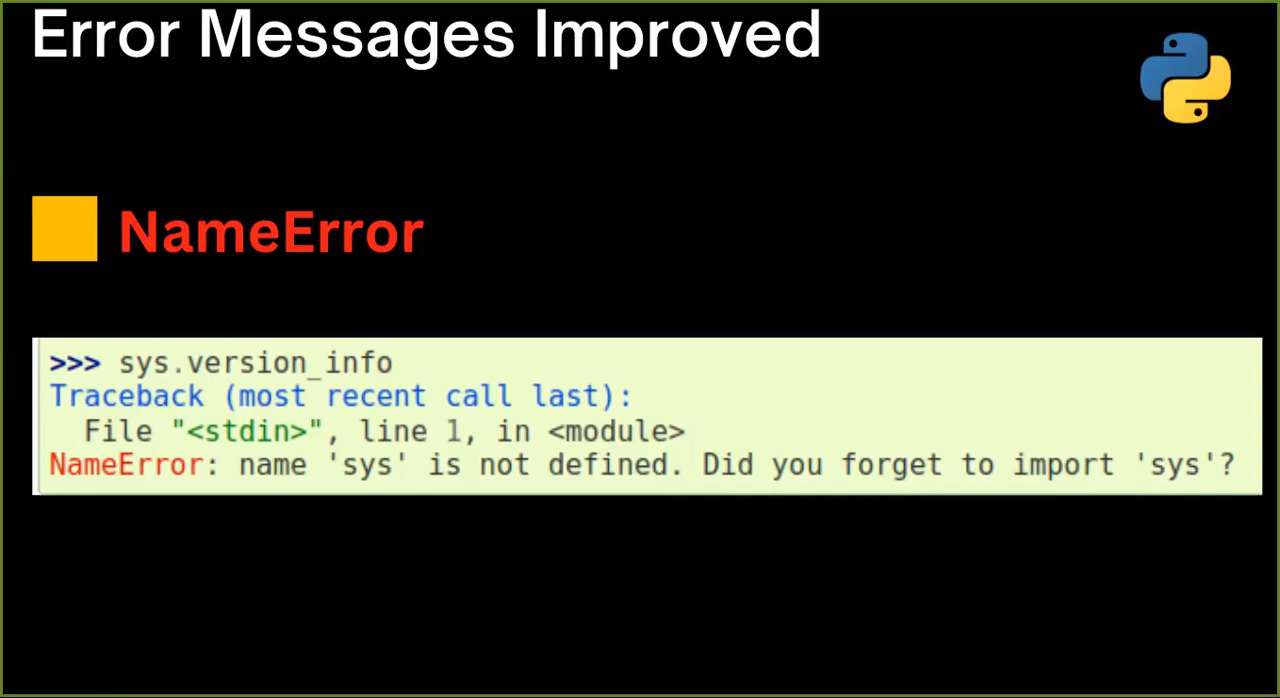 Error Messages Improved
NameError
>>> sys.version_info
Traceback (most recent call last):
  File "<stdin>", line 1, in <module>
NameError: name 'sys' is not defined. Did you forget to import 'sys'?